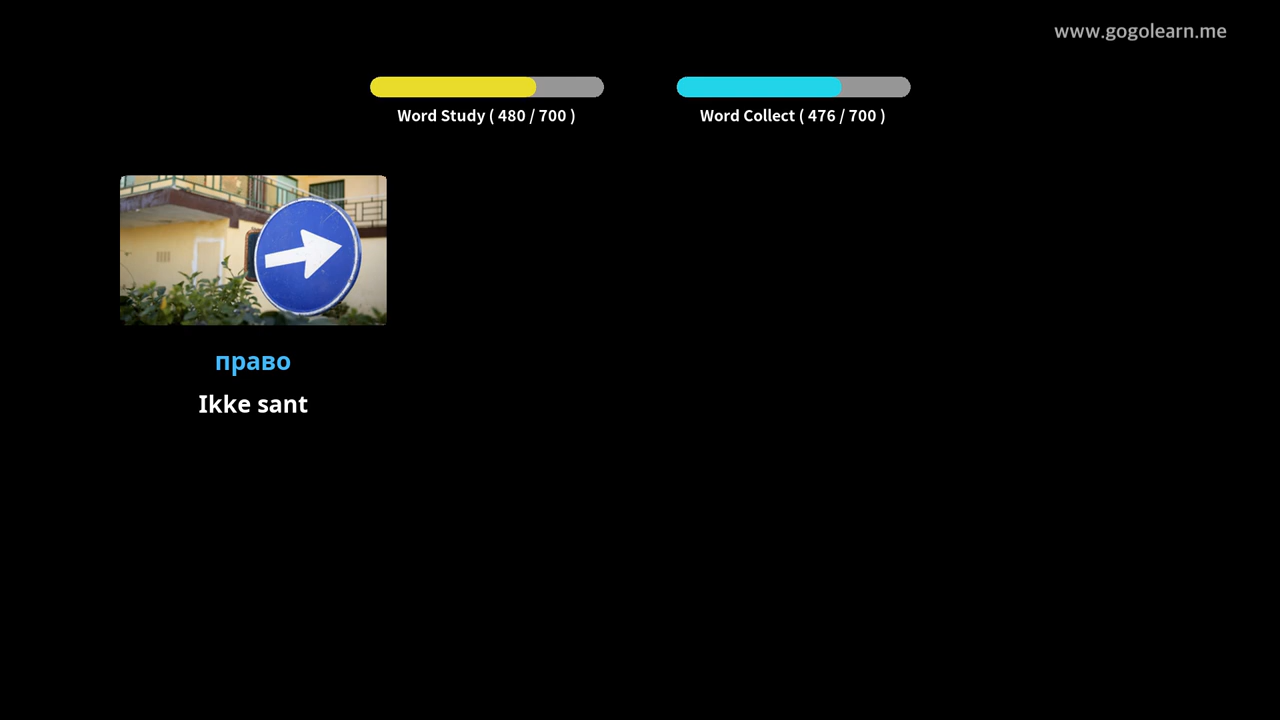 www.gogolearn.me
Word Study ( 480 / 700 )
Word Collect ( 476 / 700 )
право
Ikke sant